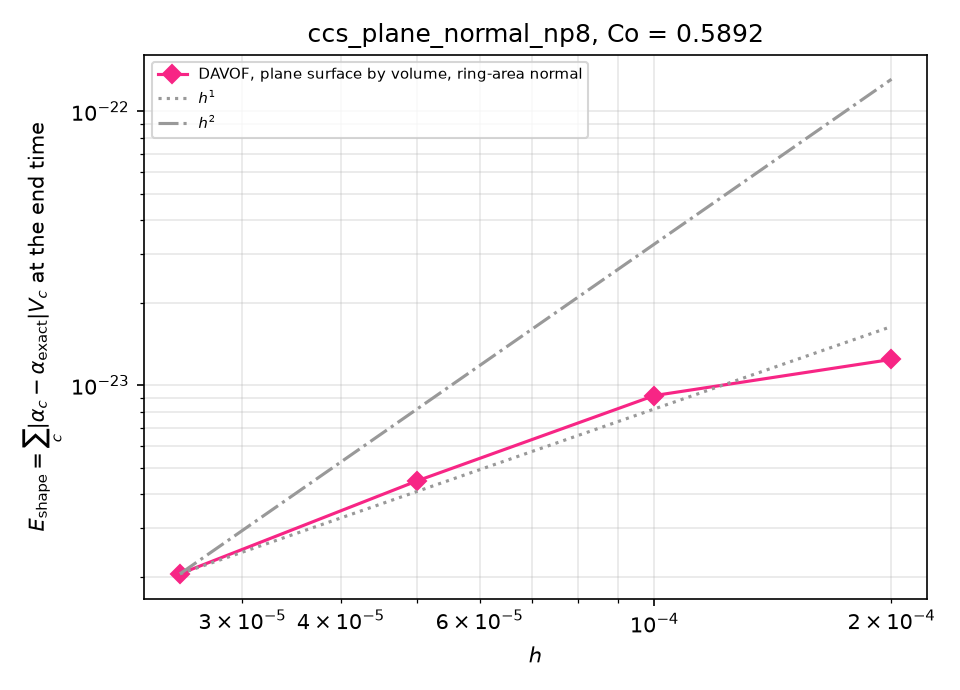 ccs_plane_normal_np8, Co = 0.5892
DAVOF, plane surface by volume, ring-area normal
h¹
h²
10⁻²²
10⁻²³
E_shape = ∑_c |α_c − α_exact|V_c at the end time
3 × 10⁻⁵ 4 × 10⁻⁵ 6 × 10⁻⁵ 10⁻⁴ 2 × 10⁻⁴
h